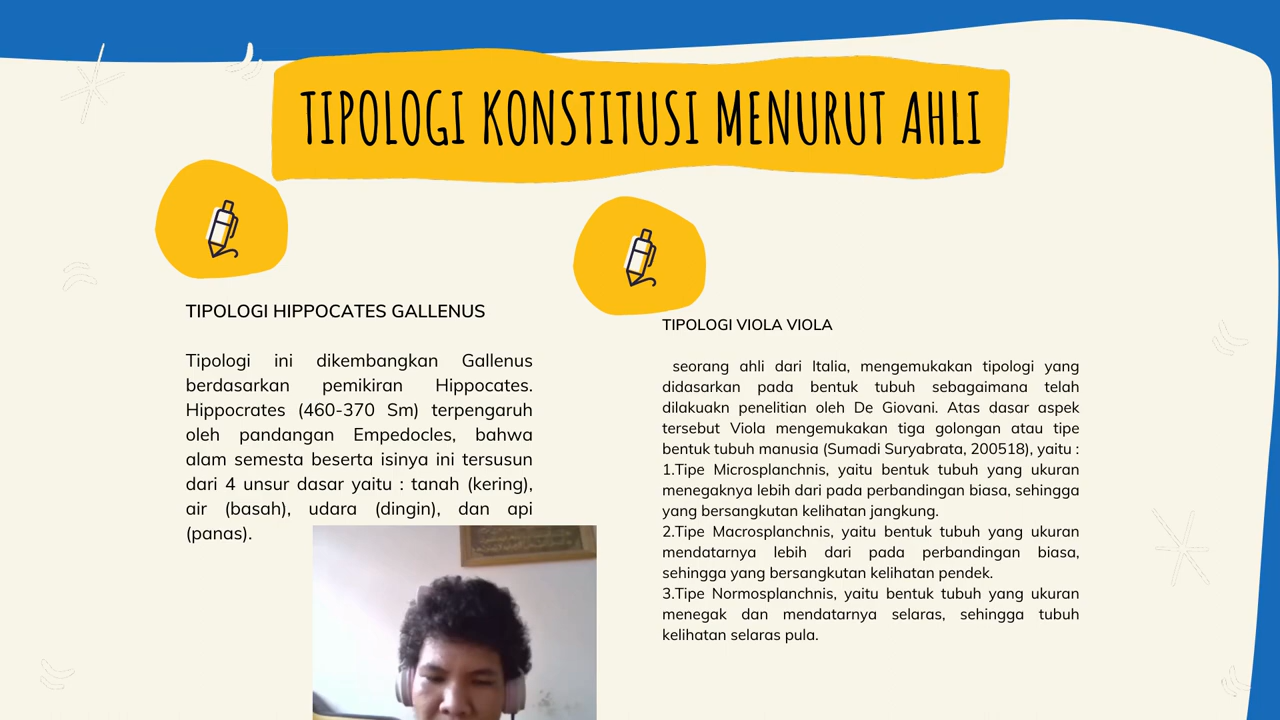 TIPOLOGI KONSTITUSI MENURUT AHLI
TIPOLOGI HIPPOCATES GALLENUS
Tipologi ini dikembangkan Gallenus
berdasarkan pemikiran Hippocates.
Hippocrates (460-370 Sm) terpengaruh
oleh pandangan Empedocles, bahwa
alam semesta beserta isinya ini tersusun
dari 4 unsur dasar yaitu : tanah (kering),
air (basah), udara (dingin), dan api
(panas).
TIPOLOGI VIOLA VIOLA
seorang ahli dari Italia, mengemukakan tipologi yang
didasarkan pada bentuk tubuh sebagaimana telah
dilakuakn penelitian oleh De Giovani. Atas dasar aspek
tersebut Viola mengemukakan tiga golongan atau tipe
bentuk tubuh manusia (Sumadi Suryabrata, 200518), yaitu :
1.Tipe Microsplanchnis, yaitu bentuk tubuh yang ukuran
menegaknya lebih dari pada perbandingan biasa, sehingga
yang bersangkutan kelihatan jangkung.
2.Tipe Macrosplanchnis, yaitu bentuk tubuh yang ukuran
mendatarnya lebih dari pada perbandingan biasa,
sehingga yang bersangkutan kelihatan pendek.
3.Tipe Normosplanchnis, yaitu bentuk tubuh yang ukuran
menegak dan mendatarnya selaras, sehingga tubuh
kelihatan selaras pula.